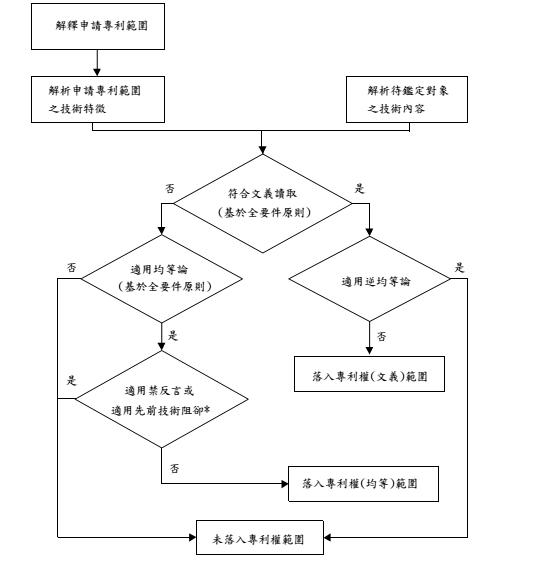 解釋申請專利範圍
解析申請專利範圍
之技術特徵
解析待鑑定對象
之技術內容
符合文義讀取
(基於全要件原則)
否
是
適用均等論
(基於全要件原則)
否
適用逆均等論
是
是
否
落入專利權(文義)範圍
適用禁反言或
適用先前技術阻卻*
是
否
落入專利權(均等)範圍
未落入專利權範圍